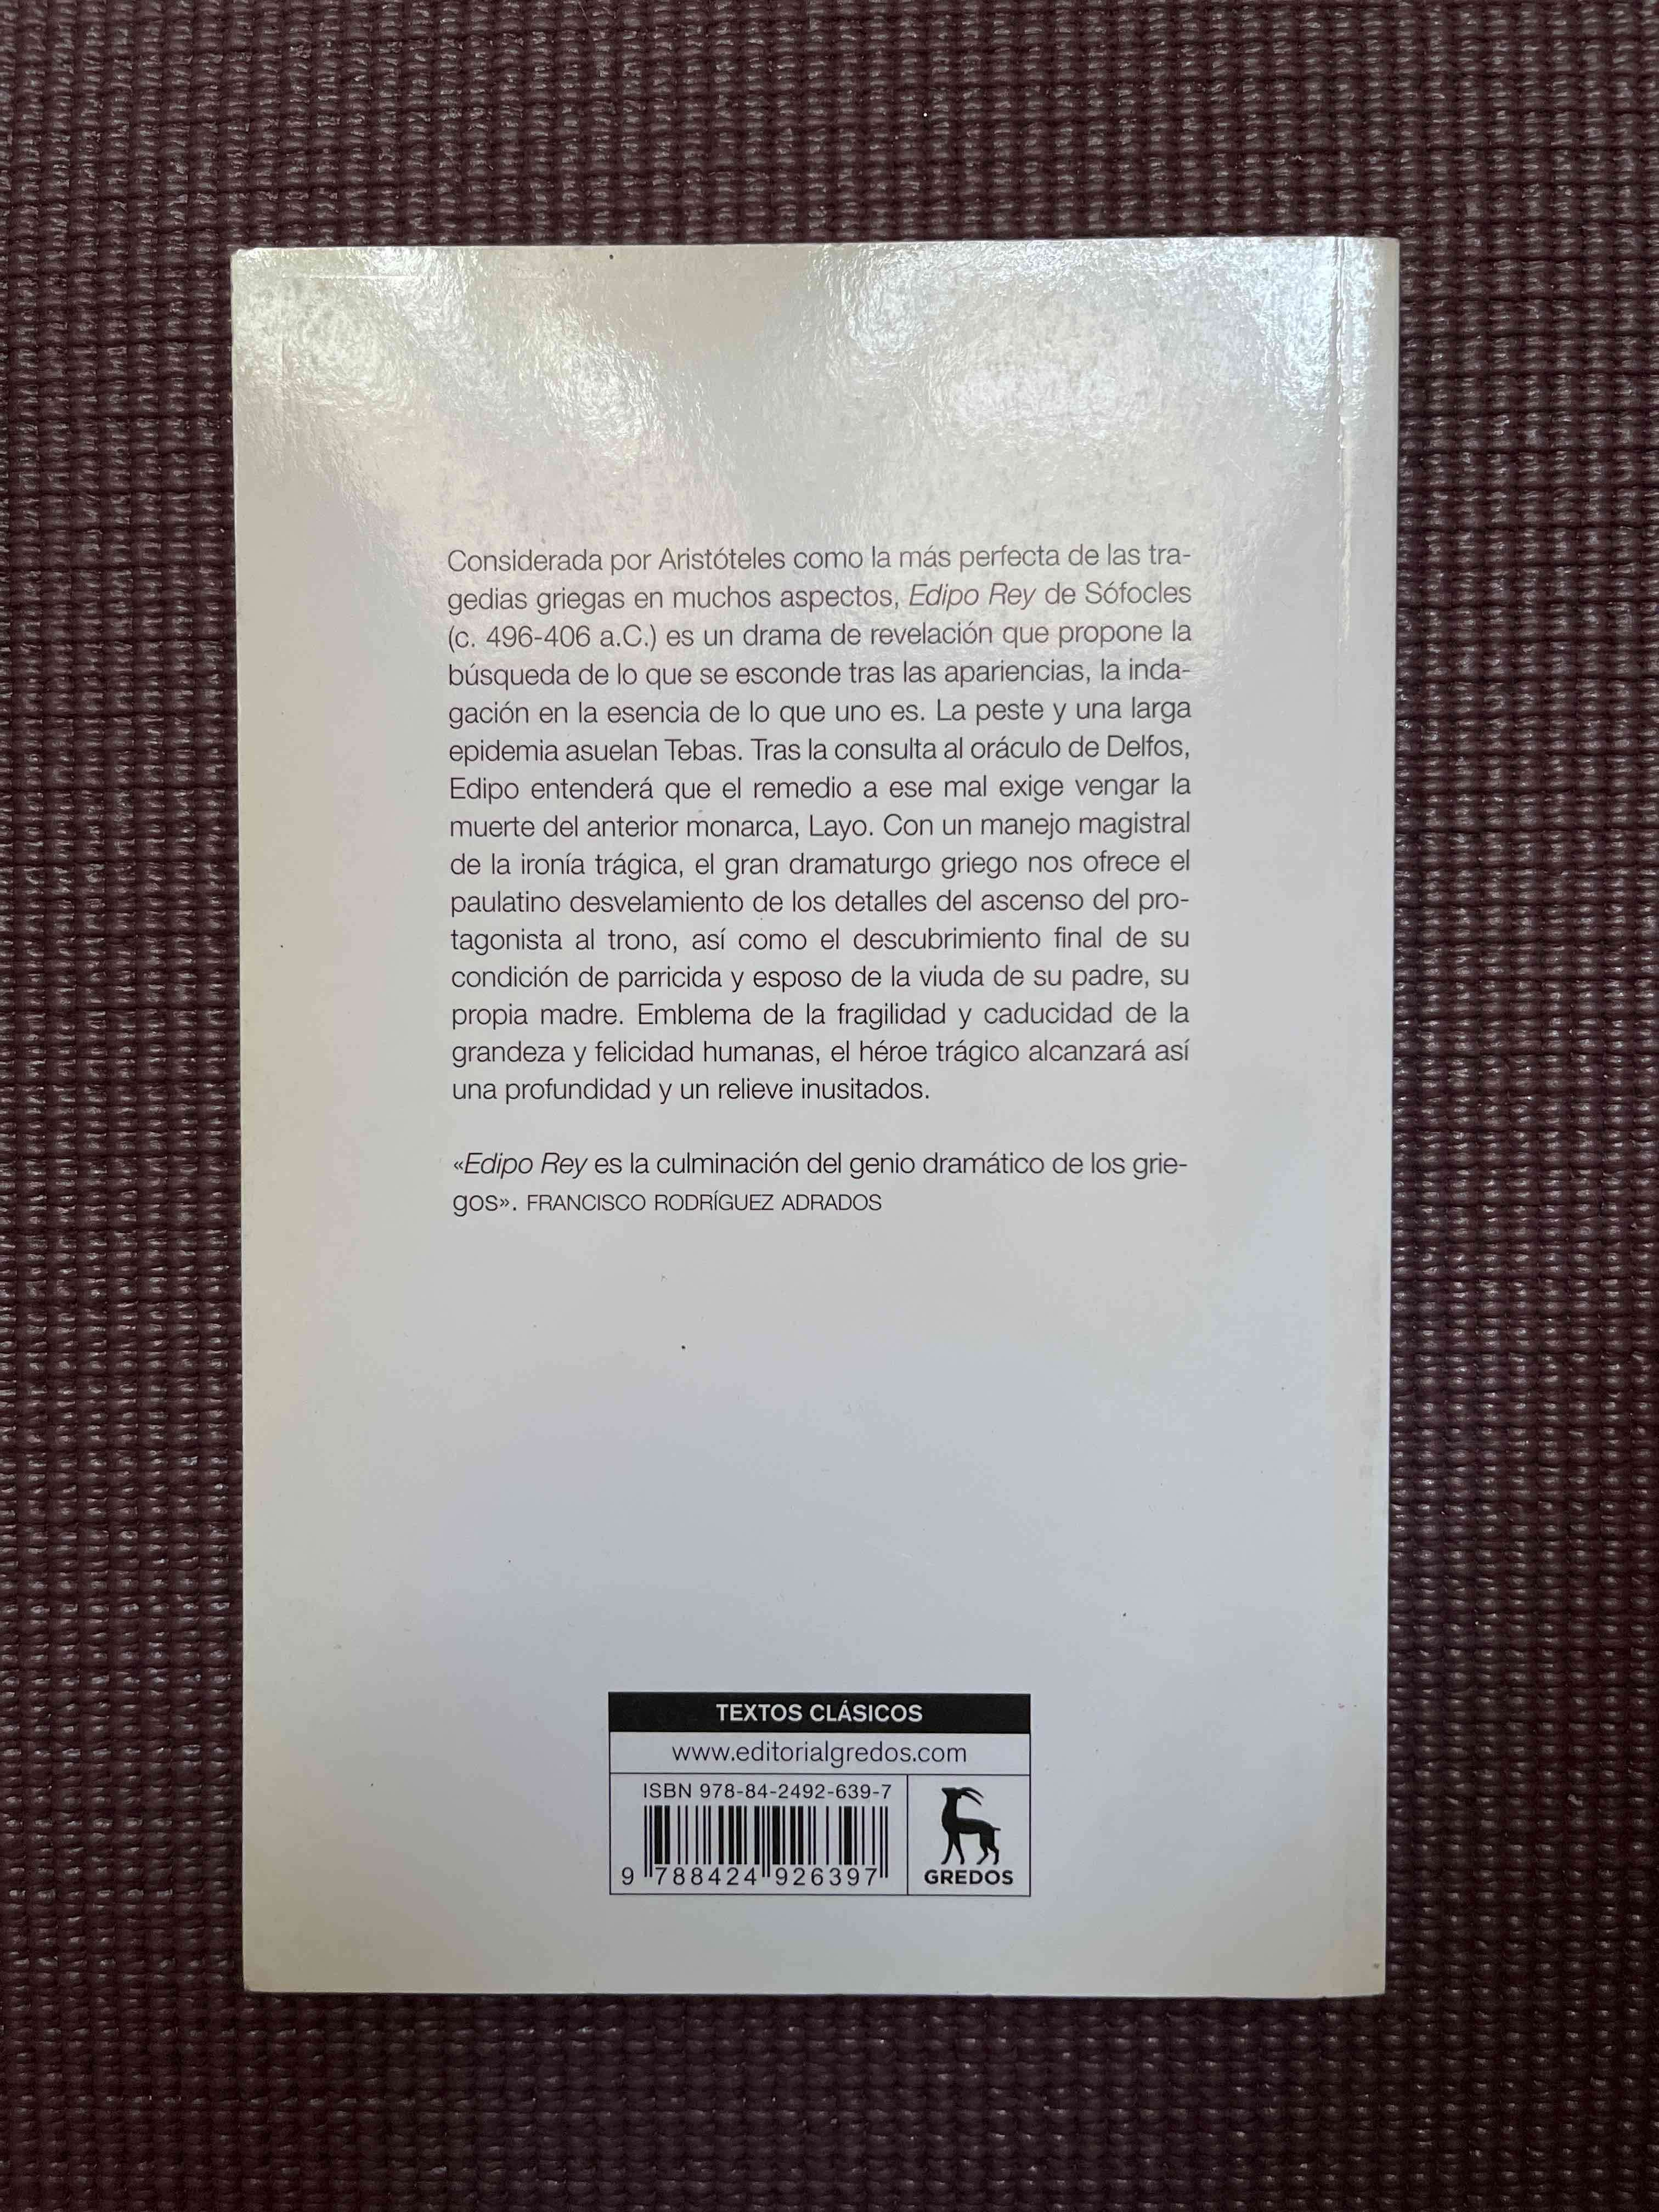 Considerada por Aristóteles como la más perfecta de las tra-
gedias griegas en muchos aspectos, Edipo Rey de Sófocles
(c. 496-406 a.C.) es un drama de revelación que propone la
búsqueda de lo que se esconde tras las apariencias, la inda-
gación en la esencia de lo que uno es. La peste y una larga
epidemia asuelan Tebas. Tras la consulta al oráculo de Delfos,
Edipo entenderá que el remedio a ese mal exige vengar la
muerte del anterior monarca, Layo. Con un manejo magistral
de la ironía trágica, el gran dramaturgo griego nos ofrece el
paulatino desvelamiento de los detalles del ascenso del pro-
tagonista al trono, así como el descubrimiento final de su
condición de parricida y esposo de la viuda de su padre, su
propia madre. Emblema de la fragilidad y caducidad de la
grandeza y felicidad humanas, el héroe trágico alcanzará así
una profundidad y un relieve inusitados.
«Edipo Rey es la culminación del genio dramático de los grie-
gos». FRANCISCO RODRÍGUEZ ADRADOS
TEXTOS CLÁSICOS
www.editorialgredos.com
ISBN 978-84-2492-639-7
9 788424 926397
GREDOS